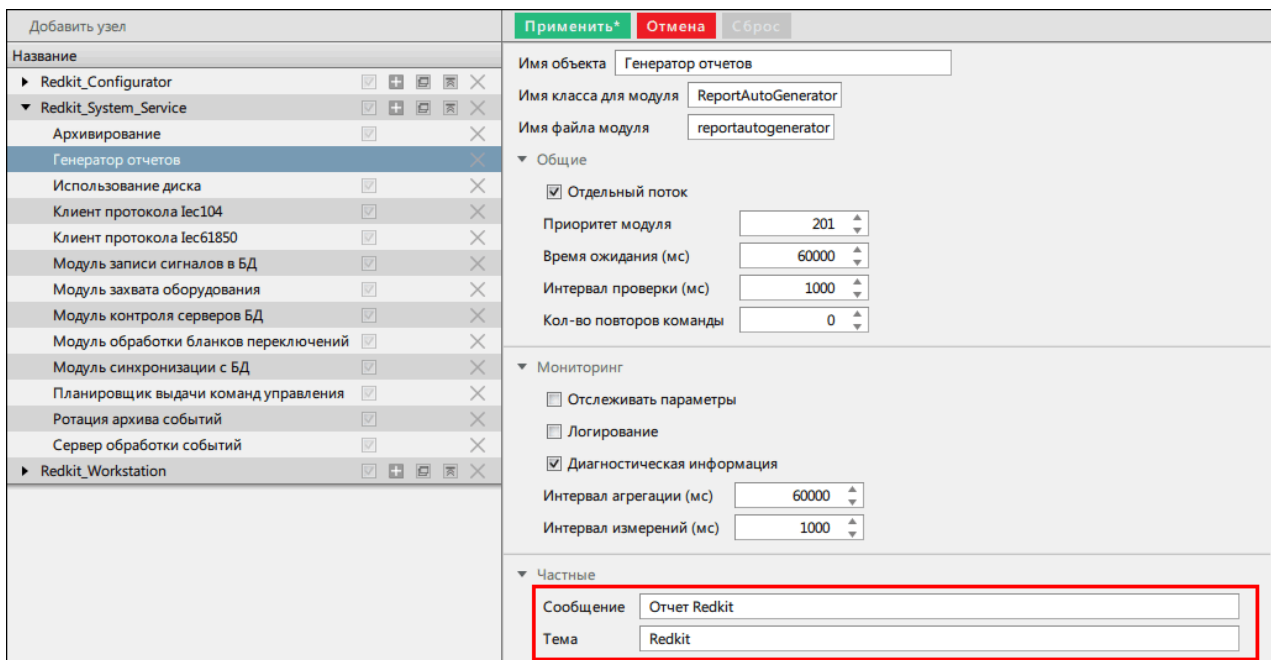 Добавить узел
Название
Redkit_Configurator
Redkit_System_Service
Архивирование
Генератор отчетов
Использование диска
Клиент протокола Iec104
Клиент протокола Iec61850
Модуль записи сигналов в БД
Модуль захвата оборудования
Модуль контроля серверов БД
Модуль обработки бланков переключений
Модуль синхронизации с БД
Планировщик выдачи команд управления
Ротация архива событий
Сервер обработки событий
Redkit_Workstation
Применить* Отмена Сброс
Имя объекта Генератор отчетов
Имя класса для модуля ReportAutoGenerator
Имя файла модуля reportautogenerator
Общие
Отдельный поток
Приоритет модуля 201
Время ожидания (мс) 60000
Интервал проверки (мс) 1000
Кол-во повторов команды 0
Мониторинг
Отслеживать параметры
Логирование
Диагностическая информация
Интервал агрегации (мс) 60000
Интервал измерений (мс) 1000
Частные
Сообщение Отчет Redkit
Тема Redkit